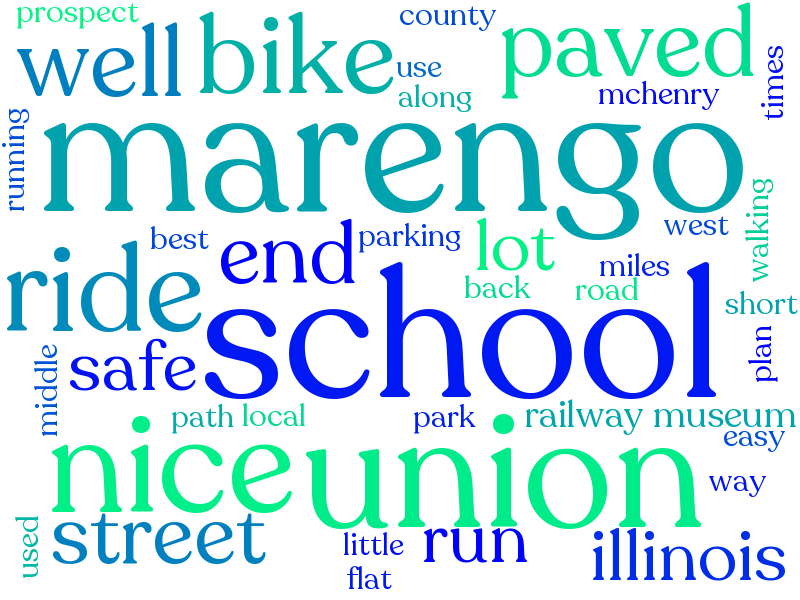 prospect
county
well
bike
paved
use
along
mchenry
times
running
marengo
walking
best
end
parking
lot
west
ride
back
miles
road
short
school
safe
plan
middle
path
local
park
railway museum
easy
nice
union
way
used
street
little
run
illinois
flat